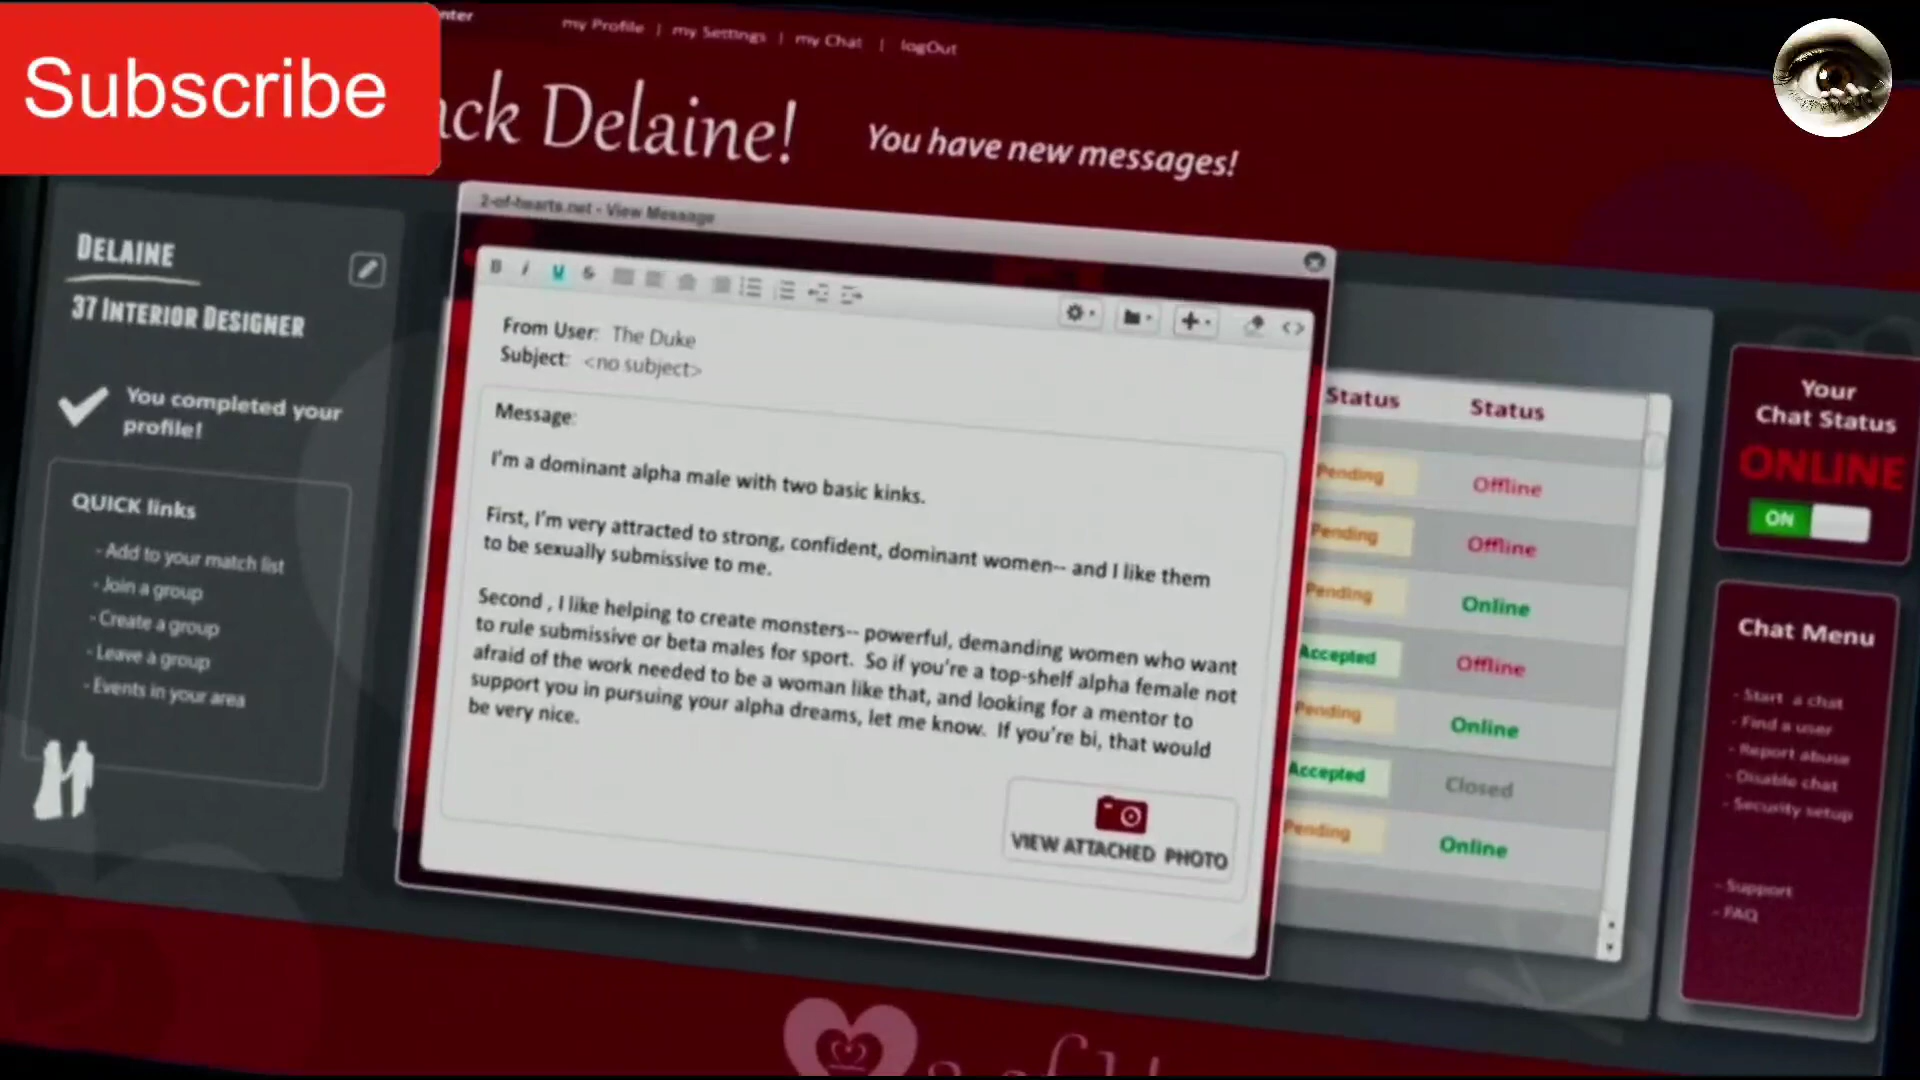 Subscribe
my Profile | my Settings | my Chat | logOut
Delaine!
You have new messages!
DELAINE
37 INTERIOR DESIGNER
You completed your
profile!
QUICK links
- Add to your match list
- Join a group
- Create a group
- Leave a group
- Events in your area
2-of-hearts.net - View Message
B i U S
From User: The Duke
Subject: <no subject>
Message:
I'm a dominant alpha male with two basic kinks.
First, I'm very attracted to strong, confident, dominant women-- and I like them
to be sexually submissive to me.
Second , I like helping to create monsters-- powerful, demanding women who want
to rule submissive or beta males for sport. So if you're a top-shelf alpha female not
afraid of the work needed to be a woman like that, and looking for a mentor to
support you in pursuing your alpha dreams, let me know. If you're bi, that would
be very nice.
VIEW ATTACHED PHOTO
Status Status
Pending Offline
Pending Offline
Pending Online
Accepted Offline
Pending Online
Accepted Closed
Pending Online
Your
Chat Status
ONLINE
ON
Chat Menu
- Start a chat
- Find a user
- Report abuse
- Disable chat
- Security setup
- Support
- FAQ